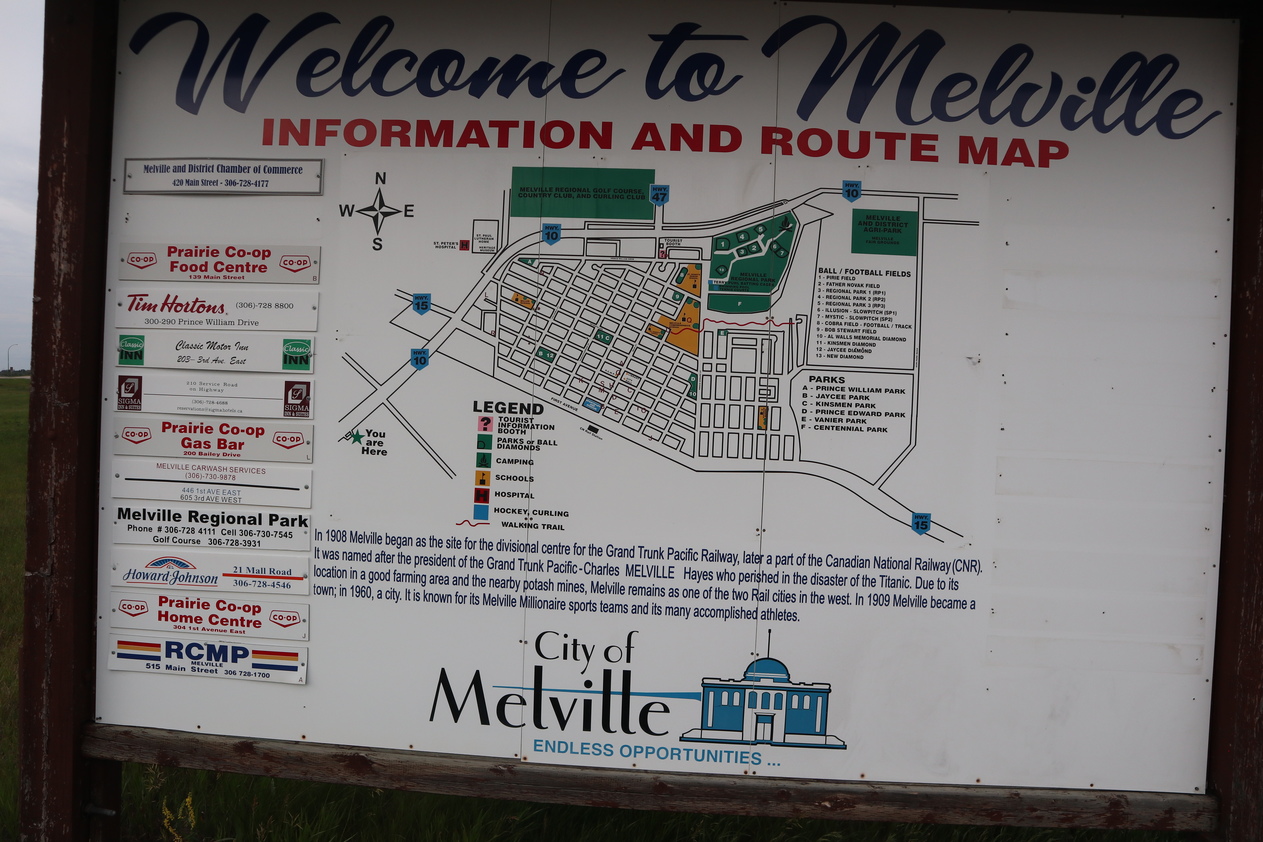 Welcome to Melville
INFORMATION AND ROUTE MAP
Melville and District Chamber of Commerce
420 Main Street - 306-728-4177
CO-OP
Prairie Co-op
Food Centre
139 Main Street
CO-OP
B
Tim Hortons
(306)-728 8800
300-290 Prince William Drive
Classic
INN
Classic Motor Inn
203– 3rd Ave. East
Classic
INN
SIGMA
INN & SUITES
210 Service Road
on Highway
(306)-728-4688
SIGMA
INN & SUITES
CO-OP
Prairie Co-op
Gas Bar
200 Bailey Drive
CO-OP
L
MELVILLE CARWASH SERVICES
(306)-730-9878
446 1st AVE EAST
605 3rd AVE WEST
Melville Regional Park
Phone # 306-728 4111 Cell 306-730-7545
Golf Course 306-728-3931
Howard Johnson
21 Mall Road
306-728-4546
CO-OP
Prairie Co-op
Home Centre
304 1st Avenue East
CO-OP
J
RCMP
MELVILLE
515 Main Street 306 728-1700
A
N
W E
S
MELVILLE REGIONAL GOLF COURSE,
COUNTRY CLUB, AND CURLING CLUB
HWY. 47
HWY. 10
HWY. 10
HWY. 15
HWY. 10
HWY. 15
ST. PETER'S
HOSPITAL
H
ST. PAUL
LUTHERAN
HOME
TOURIST
BOOTH
MELVILLE
REGIONAL PARK
F
MELVILLE
AND DISTRICT
AGRI-PARK
FIRST AVENUE
You
are
Here
BALL / FOOTBALL FIELDS
1 - PIRIE FIELD
2 - FATHER NOVAK FIELD
3 - REGIONAL PARK 1 (RP1)
4 - REGIONAL PARK 2 (RP2)
5 - REGIONAL PARK 3 (RP3)
6 - ILLUSION - SLOWPITCH (SP1)
7 - MYSTIC - SLOWPITCH (SP2)
8 - COBRA FIELD - FOOTBALL / TRACK
9 - BOB STEWART FIELD
10 - AL WALLS MEMORIAL DIAMOND
11 - KINSMEN DIAMOND
12 - JAYCEE DIAMOND
13 - NEW DIAMOND
PARKS
A - PRINCE WILLIAM PARK
B - JAYCEE PARK
C - KINSMEN PARK
D - PRINCE EDWARD PARK
E - VANIER PARK
F - CENTENNIAL PARK
LEGEND
? TOURIST
INFORMATION
BOOTH
PARKS or BALL
DIAMONDS
CAMPING
SCHOOLS
H HOSPITAL
HOCKEY, CURLING
WALKING TRAIL
In 1908 Melville began as the site for the divisional centre for the Grand Trunk Pacific Railway, later a part of the Canadian National Railway (CNR).
It was named after the president of the Grand Trunk Pacific - Charles MELVILLE Hayes who perished in the disaster of the Titanic. Due to its
location in a good farming area and the nearby potash mines, Melville remains as one of the two Rail cities in the west. In 1909 Melville became a
town; in 1960, a city. It is known for its Melville Millionaire sports teams and its many accomplished athletes.
City of
Melville
ENDLESS OPPORTUNITIES ...